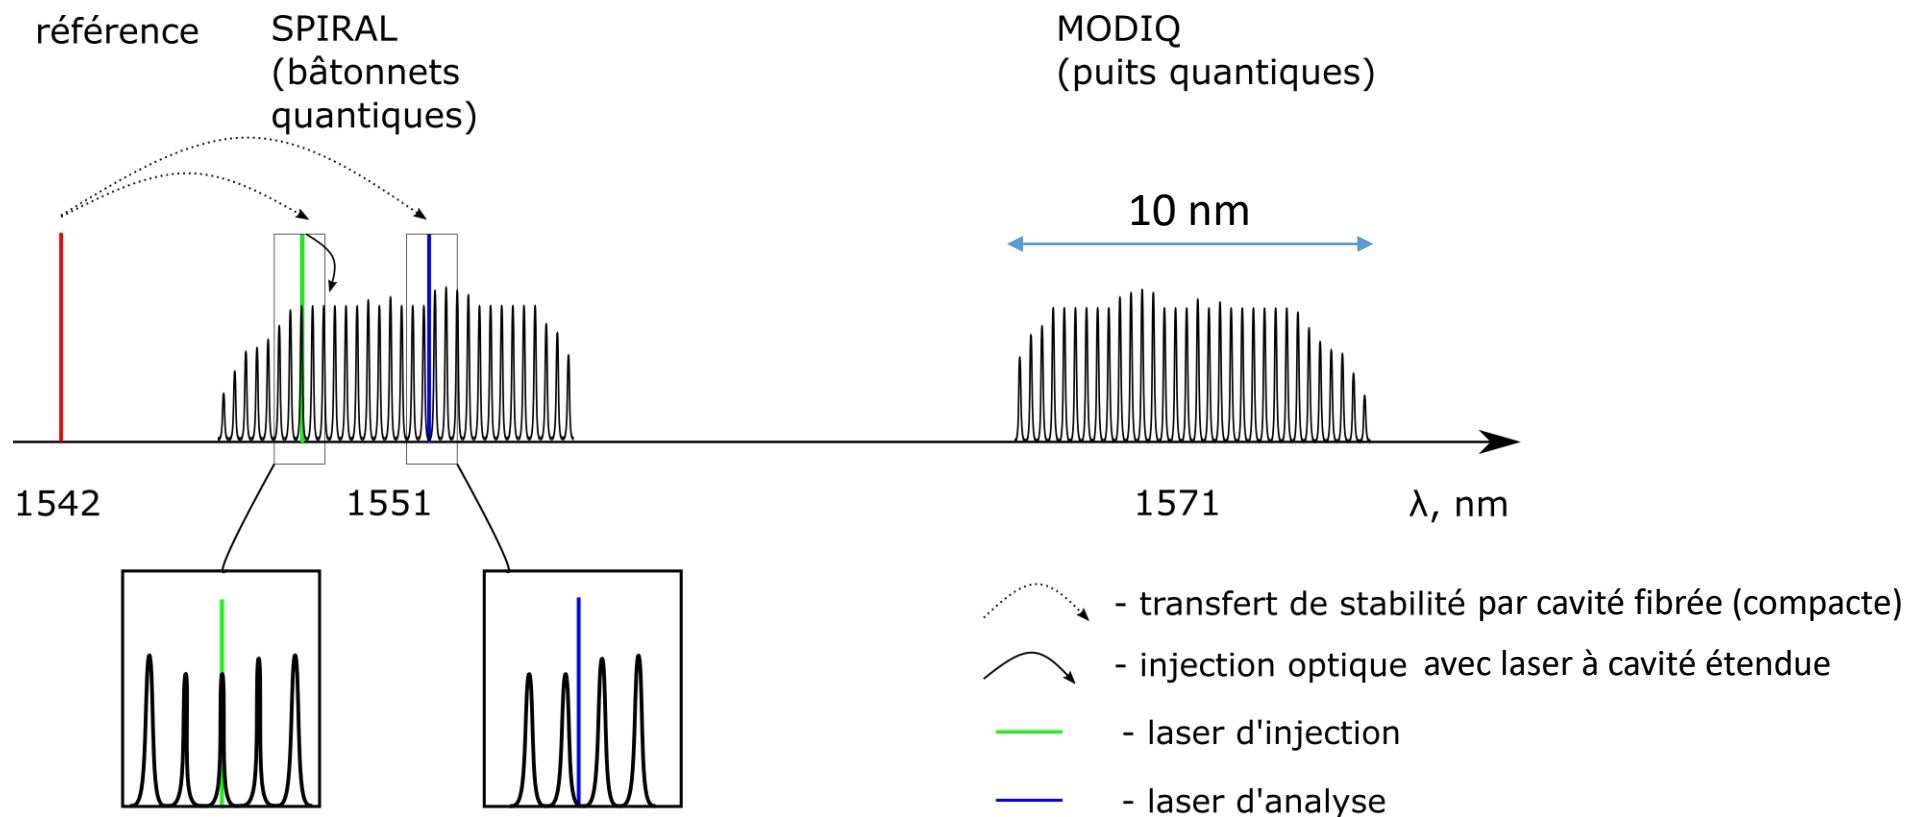 référence
SPIRAL
(bâtonnets
quantiques)
MODIQ
(puits quantiques)
10 nm
1542
1551
1571
λ, nm
- transfert de stabilité par cavité fibrée (compacte)
- injection optique avec laser à cavité étendue
- laser d'injection
- laser d'analyse